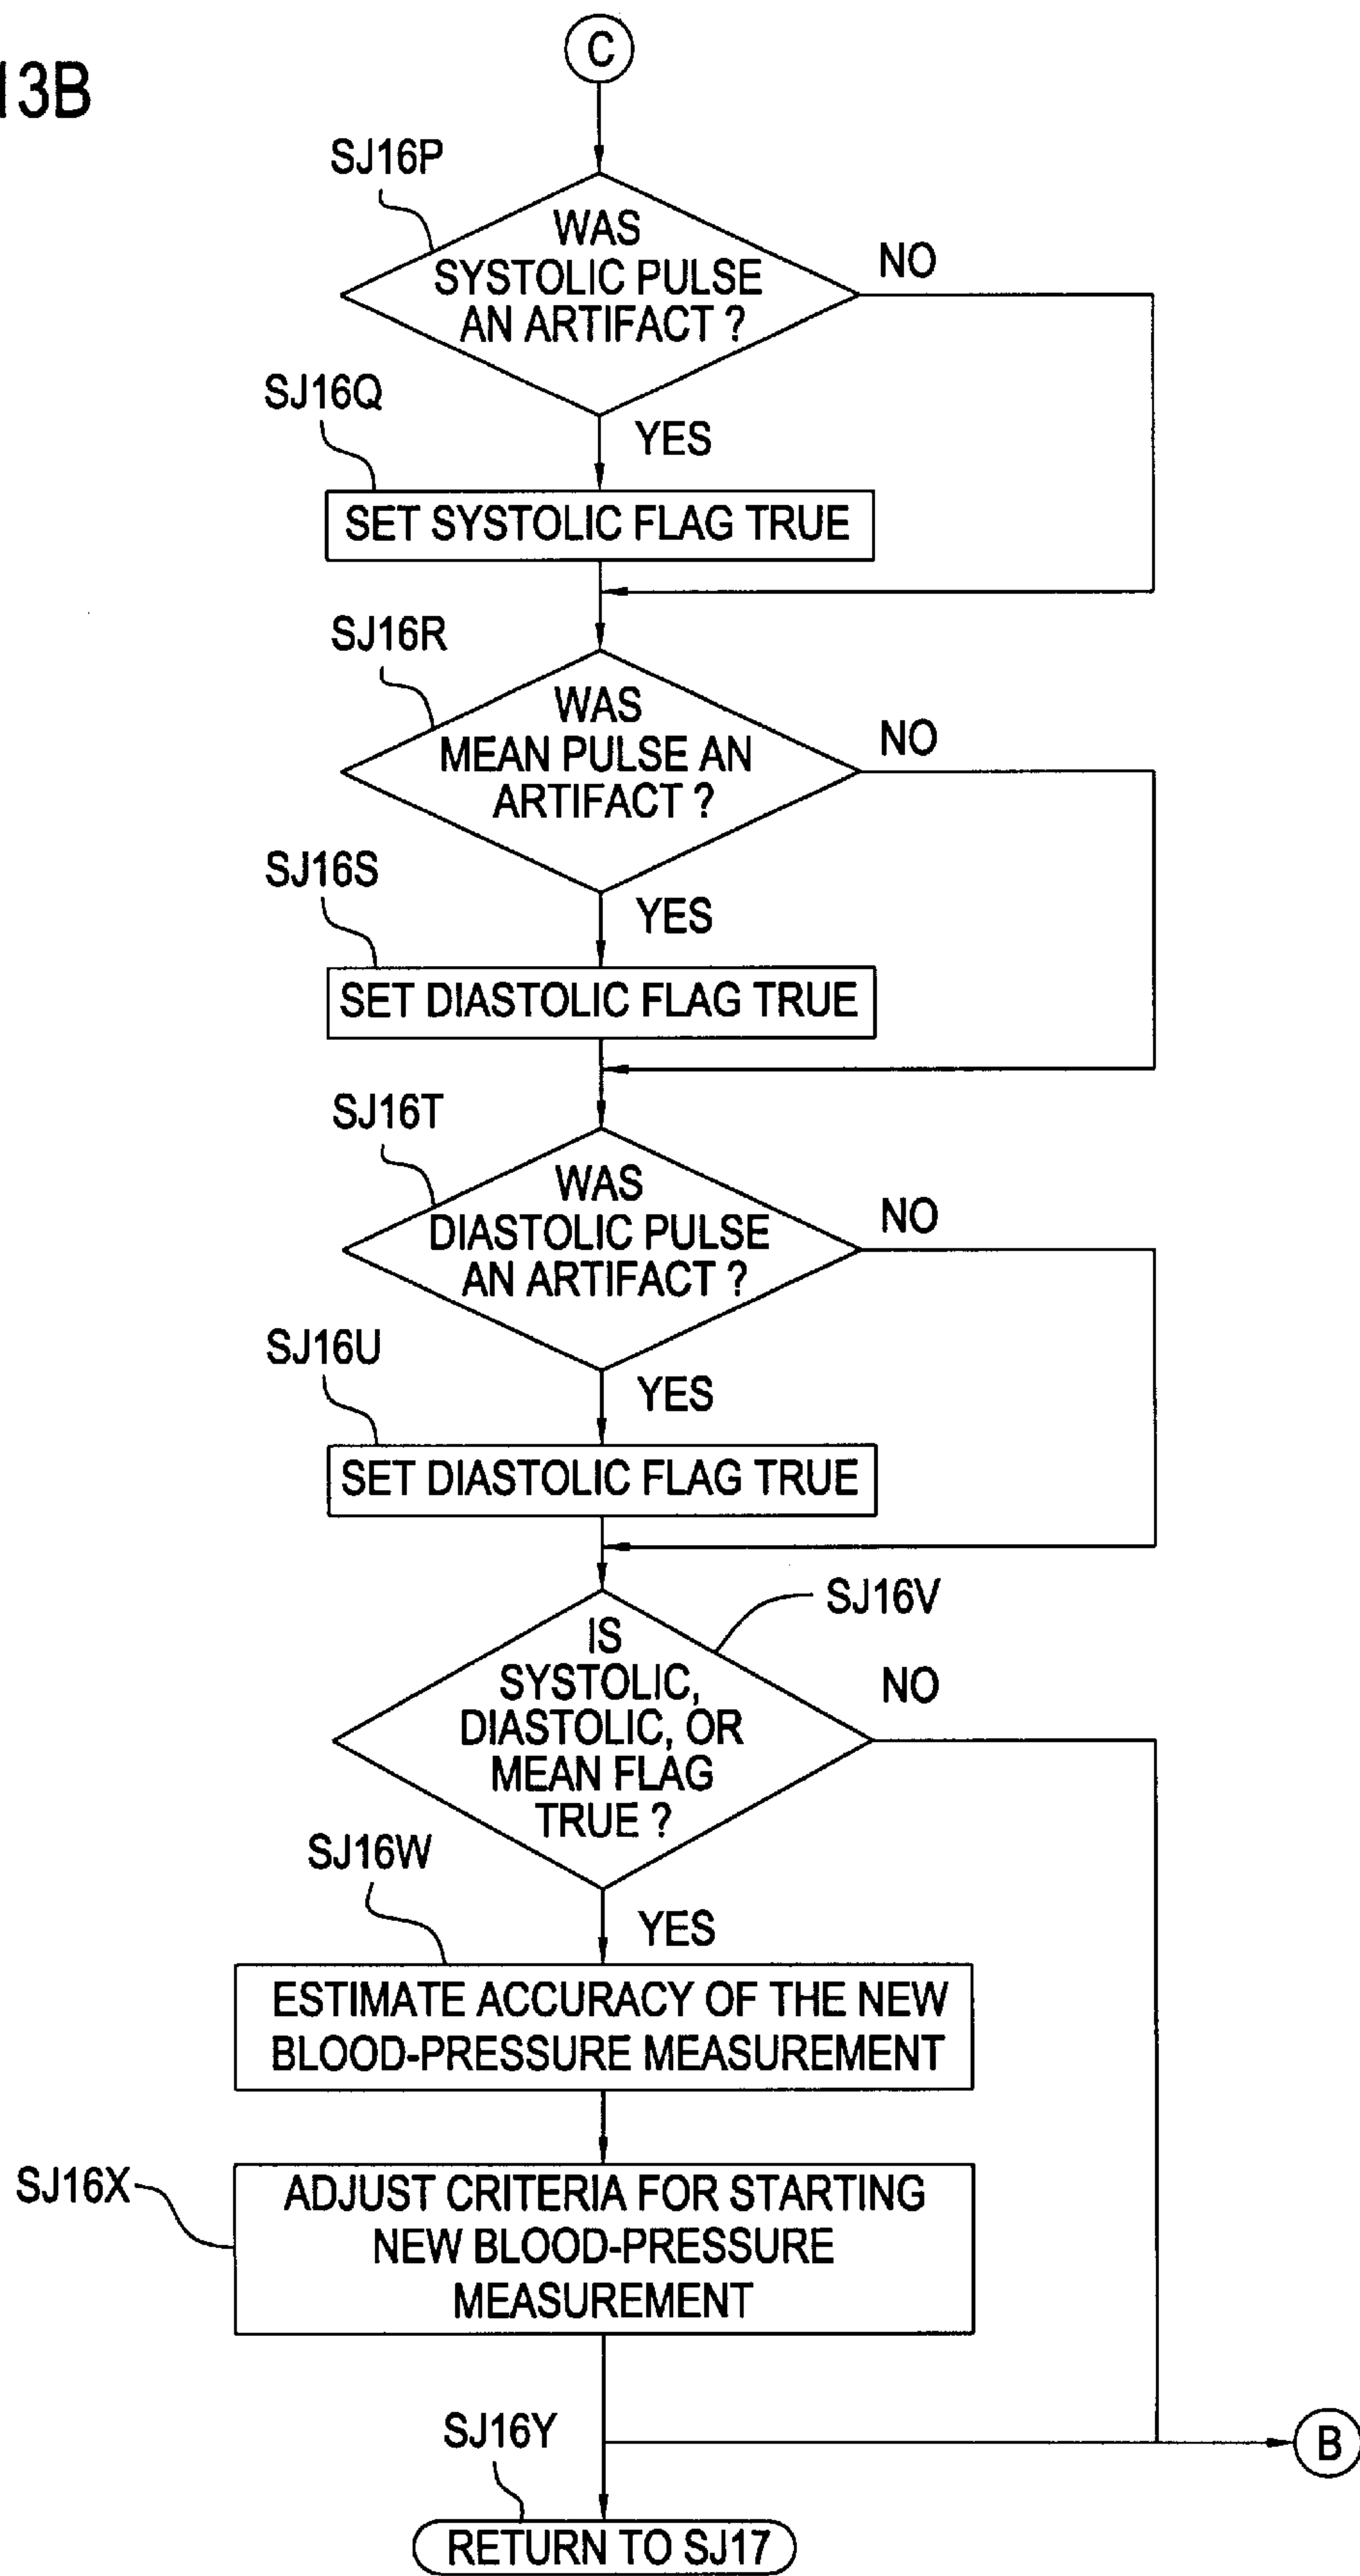 13B
C
SJ16P
WAS
SYSTOLIC PULSE
AN ARTIFACT ?
NO
SJ16Q
YES
SET SYSTOLIC FLAG TRUE
SJ16R
WAS
MEAN PULSE AN
ARTIFACT ?
NO
SJ16S
YES
SET DIASTOLIC FLAG TRUE
SJ16T
WAS
DIASTOLIC PULSE
AN ARTIFACT ?
NO
SJ16U
YES
SET DIASTOLIC FLAG TRUE
SJ16V
IS
SYSTOLIC,
DIASTOLIC, OR
MEAN FLAG
TRUE ?
NO
SJ16W
YES
ESTIMATE ACCURACY OF THE NEW
BLOOD-PRESSURE MEASUREMENT
SJ16X
ADJUST CRITERIA FOR STARTING
NEW BLOOD-PRESSURE
MEASUREMENT
SJ16Y
B
RETURN TO SJ17